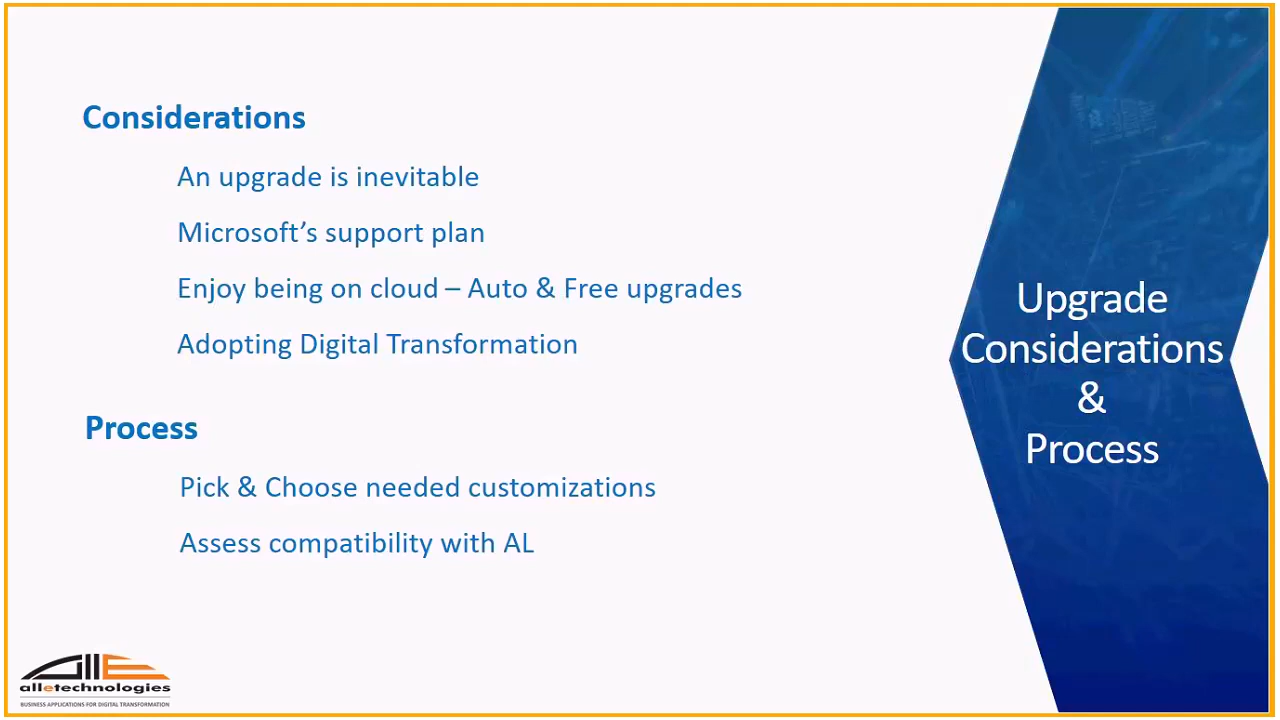 Considerations
An upgrade is inevitable
Microsoft’s support plan
Enjoy being on cloud – Auto & Free upgrades
Adopting Digital Transformation
Process
Pick & Choose needed customizations
Assess compatibility with AL
Upgrade
Considerations
&
Process
alletechnologies
BUSINESS APPLICATIONS FOR DIGITAL TRANSFORMATION